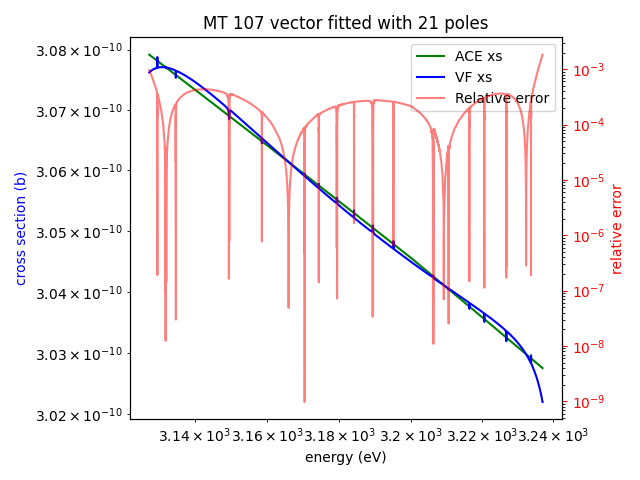 MT 107 vector fitted with 21 poles
ACE xs
VF xs
Relative error
3.08 × 10⁻¹⁰
3.07 × 10⁻¹⁰
3.06 × 10⁻¹⁰
3.05 × 10⁻¹⁰
3.04 × 10⁻¹⁰
3.03 × 10⁻¹⁰
3.02 × 10⁻¹⁰
cross section (b)
10⁻³
10⁻⁴
10⁻⁵
10⁻⁶
10⁻⁷
10⁻⁸
10⁻⁹
relative error
3.14 × 10³ 3.16 × 10³ 3.18 × 10³ 3.2 × 10³ 3.22 × 10³ 3.24 × 10³
energy (eV)